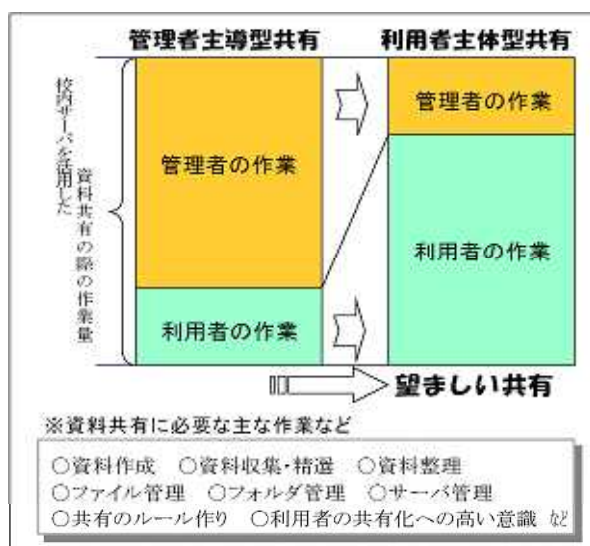 管理者主導型共有
利用者主体型共有
校内サーバを活用した
資料共有の際の作業量
管理者の作業
利用者の作業
管理者の作業
利用者の作業
望ましい共有
※資料共有に必要な主な作業など
○資料作成 ○資料収集・精選 ○資料整理
○ファイル管理 ○フォルダ管理 ○サーバ管理
○共有のルール作り ○利用者の共有化への高い意識 など